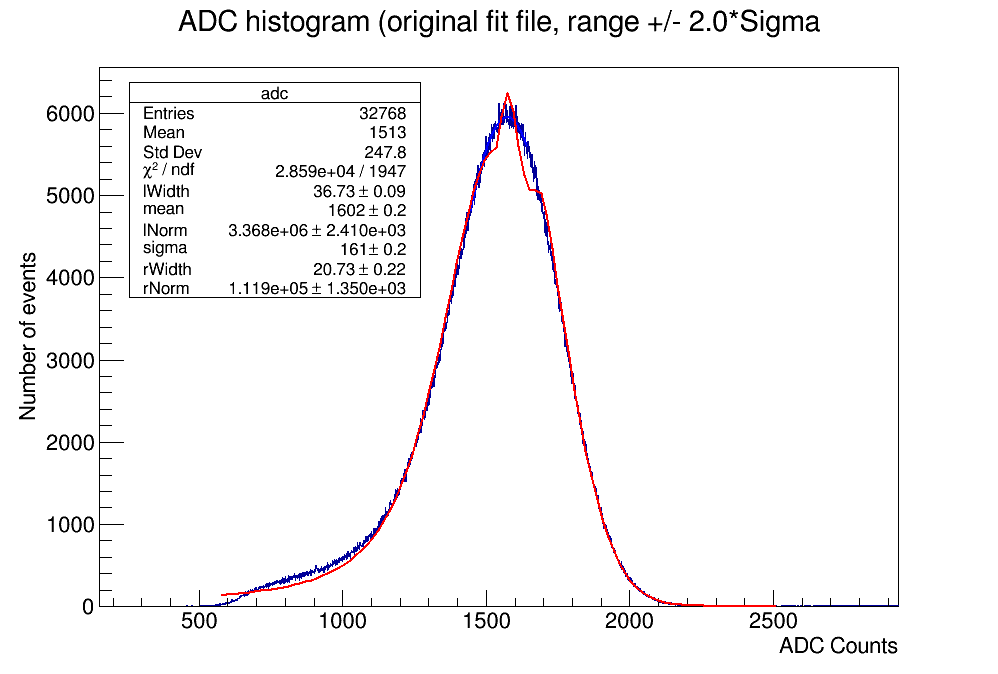 ADC histogram (original fit file, range +/- 2.0*Sigma
adc
Entries 32768
Mean 1513
Std Dev 247.8
χ² / ndf 2.859e+04 / 1947
lWidth 36.73 ± 0.09
mean 1602 ± 0.2
lNorm 3.368e+06 ± 2.410e+03
sigma 161 ± 0.2
rWidth 20.73 ± 0.22
rNorm 1.119e+05 ± 1.350e+03
Number of events
6000
5000
4000
3000
2000
1000
0
500 1000 1500 2000 2500
ADC Counts